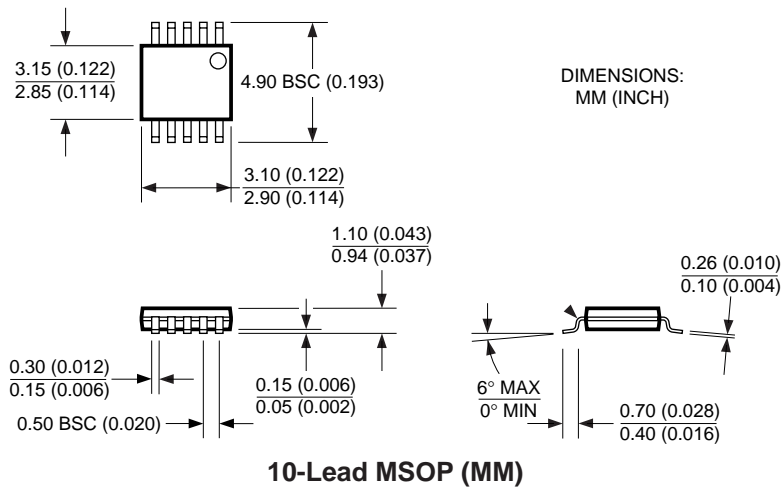 3.15 (0.122)
2.85 (0.114)
4.90 BSC (0.193)
DIMENSIONS:
MM (INCH)
3.10 (0.122)
2.90 (0.114)
1.10 (0.043)
0.94 (0.037)
0.26 (0.010)
0.10 (0.004)
0.30 (0.012)
0.15 (0.006)
0.15 (0.006)
0.05 (0.002)
6° MAX
0° MIN
0.50 BSC (0.020)
0.70 (0.028)
0.40 (0.016)
10-Lead MSOP (MM)